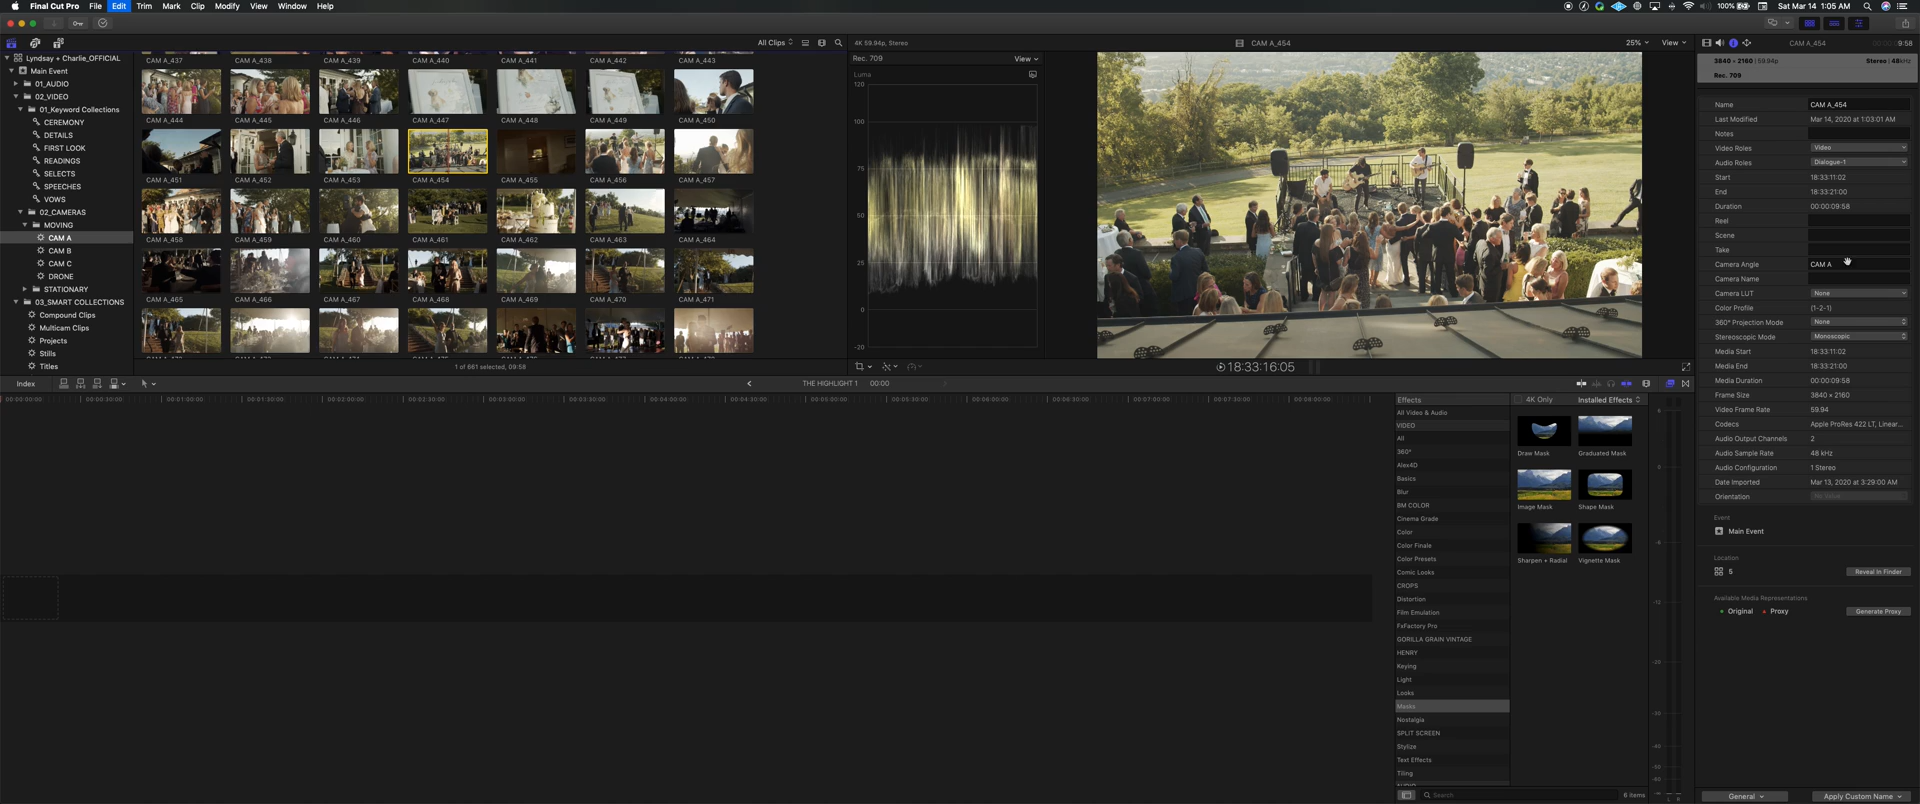 Final Cut Pro File Edit Trim Mark Clip Modify View Window Help
100% Sat Mar 14 1:05 AM
All Clips
4K 59.94p, Stereo
CAM A_454
25% View
CAM A_454
9:58
Lyndsay + Charlie_OFFICIAL
Main Event
01_AUDIO
02_VIDEO
01_Keyword Collections
CEREMONY
DETAILS
FIRST LOOK
READINGS
SELECTS
SPEECHES
VOWS
02_CAMERAS
MOVING
CAM A
CAM B
CAM C
DRONE
STATIONARY
03_SMART COLLECTIONS
Compound Clips
Multicam Clips
Projects
Stills
Titles
CAM A_437 CAM A_438 CAM A_439 CAM A_440 CAM A_441 CAM A_442 CAM A_443
CAM A_444 CAM A_445 CAM A_446 CAM A_447 CAM A_448 CAM A_449 CAM A_450
CAM A_451 CAM A_452 CAM A_453 CAM A_454 CAM A_455 CAM A_456 CAM A_457
CAM A_458 CAM A_459 CAM A_460 CAM A_461 CAM A_462 CAM A_463 CAM A_464
CAM A_465 CAM A_466 CAM A_467 CAM A_468 CAM A_469 CAM A_470 CAM A_471
1 of 661 selected, 09:58
Rec. 709 View
Luma
120
100
75
50
25
0
-20
18:33:16:05
3840 × 2160 | 59.94p Stereo | 48kHz
Rec. 709
Name CAM A_454
Last Modified Mar 14, 2020 at 1:03:01 AM
Notes
Video Roles Video
Audio Roles Dialogue-1
Start 18:33:11:02
End 18:33:21:00
Duration 00:00:09:58
Reel
Scene
Take
Camera Angle CAM A
Camera Name
Camera LUT None
Color Profile (1-2-1)
360° Projection Mode None
Stereoscopic Mode Monoscopic
Media Start 18:33:11:02
Media End 18:33:21:00
Media Duration 00:00:09:58
Frame Size 3840 × 2160
Video Frame Rate 59.94
Codecs Apple ProRes 422 LT, Linear...
Audio Output Channels 2
Audio Sample Rate 48 kHz
Audio Configuration 1 Stereo
Date Imported Mar 13, 2020 at 3:29:00 AM
Orientation No Value
Event
Main Event
Location
5 Reveal in Finder
Available Media Representations
Original Proxy Generate Proxy
General Apply Custom Name
Index
THE HIGHLIGHT 1 00:00
00:00:00:00 00:00:30:00 00:01:00:00 00:01:30:00 00:02:00:00 00:02:30:00 00:03:00:00 00:03:30:00 00:04:00:00 00:04:30:00 00:05:00:00 00:05:30:00 00:06:00:00 00:06:30:00 00:07:00:00 00:07:30:00 00:08:00:00
Effects
4K Only Installed Effects
All Video & Audio
VIDEO
All
360°
Alex4D
Basics
Blur
BM COLOR
Cinema Grade
Color
Color Finale
Color Presets
Comic Looks
CROPS
Distortion
Film Emulation
FxFactory Pro
GORILLA GRAIN VINTAGE
HENRY
Keying
Light
Looks
Masks
Nostalgia
SPLIT SCREEN
Stylize
Text Effects
Tiling
Draw Mask Graduated Mask
Image Mask Shape Mask
Sharpen + Radial Vignette Mask
Search 6 items
6
0
-6
-12
-20
-30
-40
-50
-60
L R